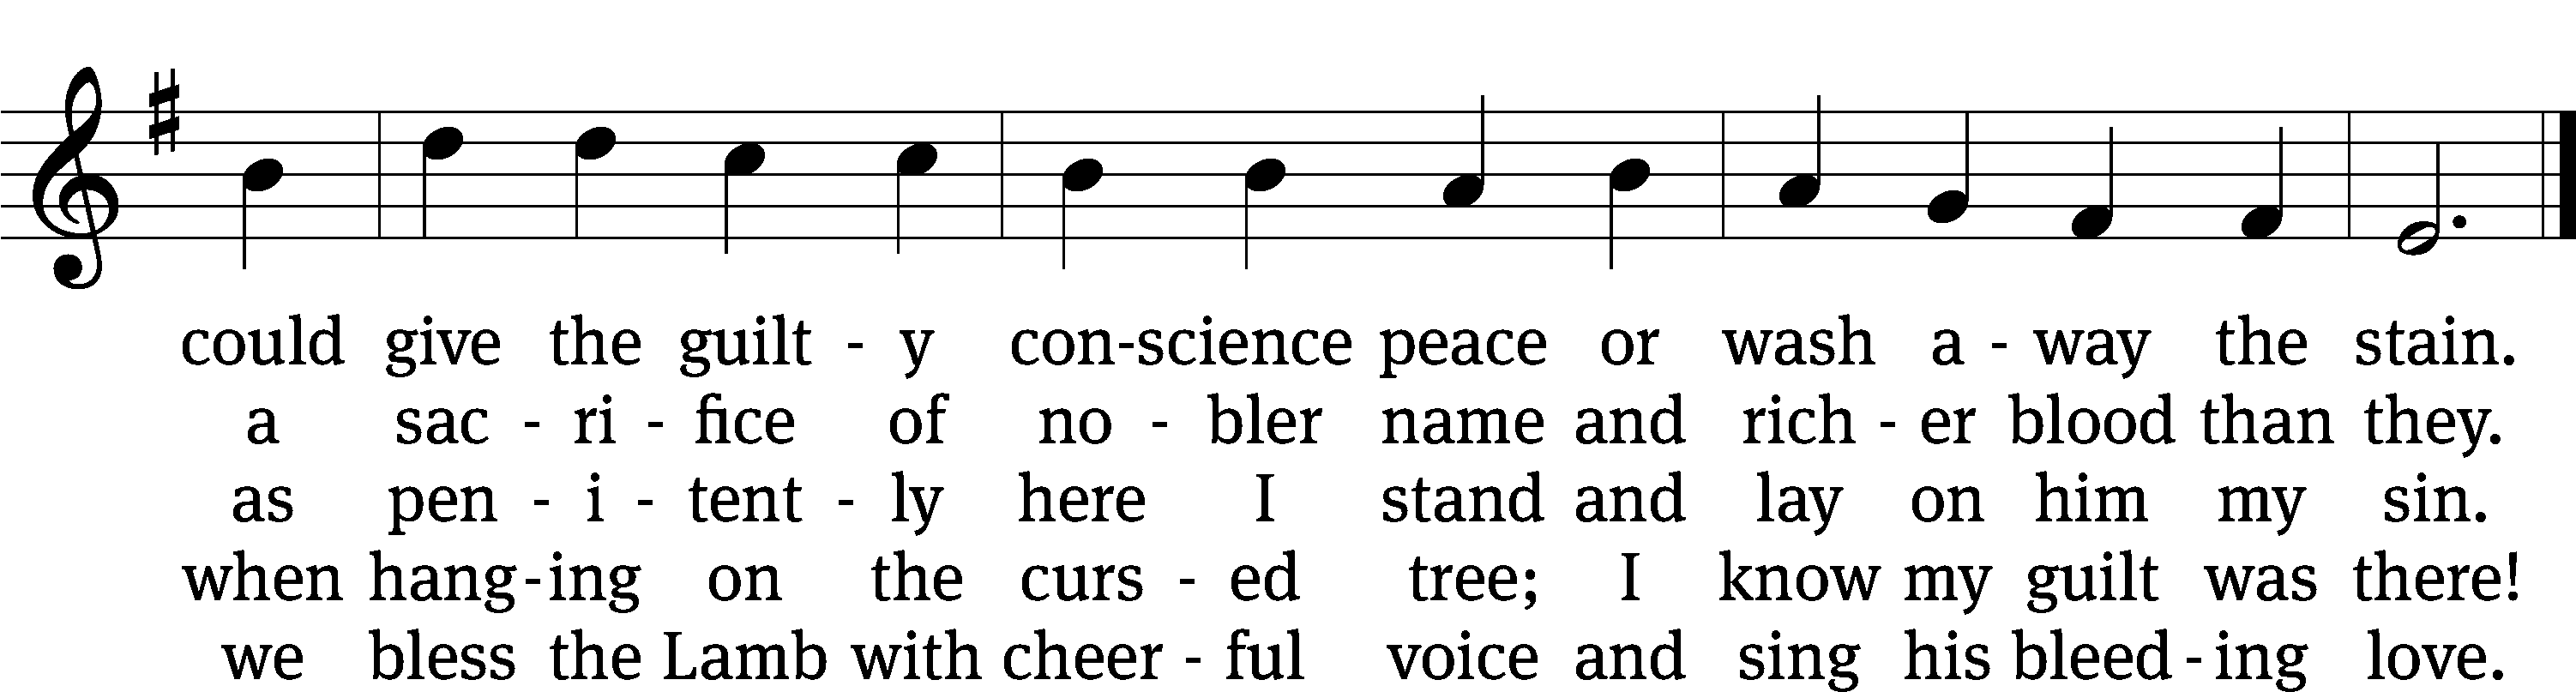 could give the guilt - y con-science peace or wash a - way the stain.
a sac - ri - fice of no - bler name and rich - er blood than they.
as pen - i - tent - ly here I stand and lay on him my sin.
when hang-ing on the curs - ed tree; I know my guilt was there!
we bless the Lamb with cheer - ful voice and sing his bleed-ing love.